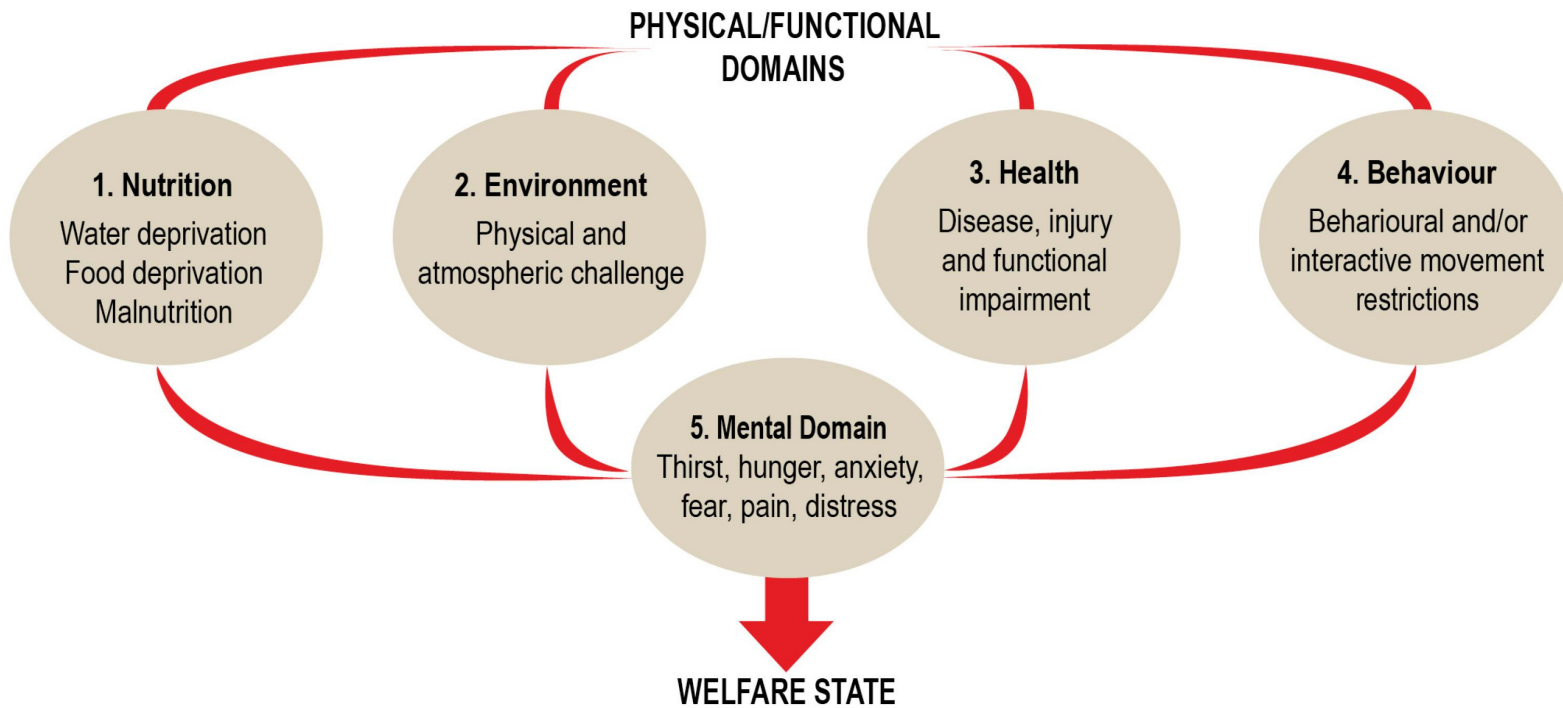 PHYSICAL/FUNCTIONAL
DOMAINS
1. Nutrition
Water deprivation
Food deprivation
Malnutrition
2. Environment
Physical and
atmospheric challenge
3. Health
Disease, injury
and functional
impairment
4. Behaviour
Beharioural and/or
interactive movement
restrictions
5. Mental Domain
Thirst, hunger, anxiety,
fear, pain, distress
WELFARE STATE